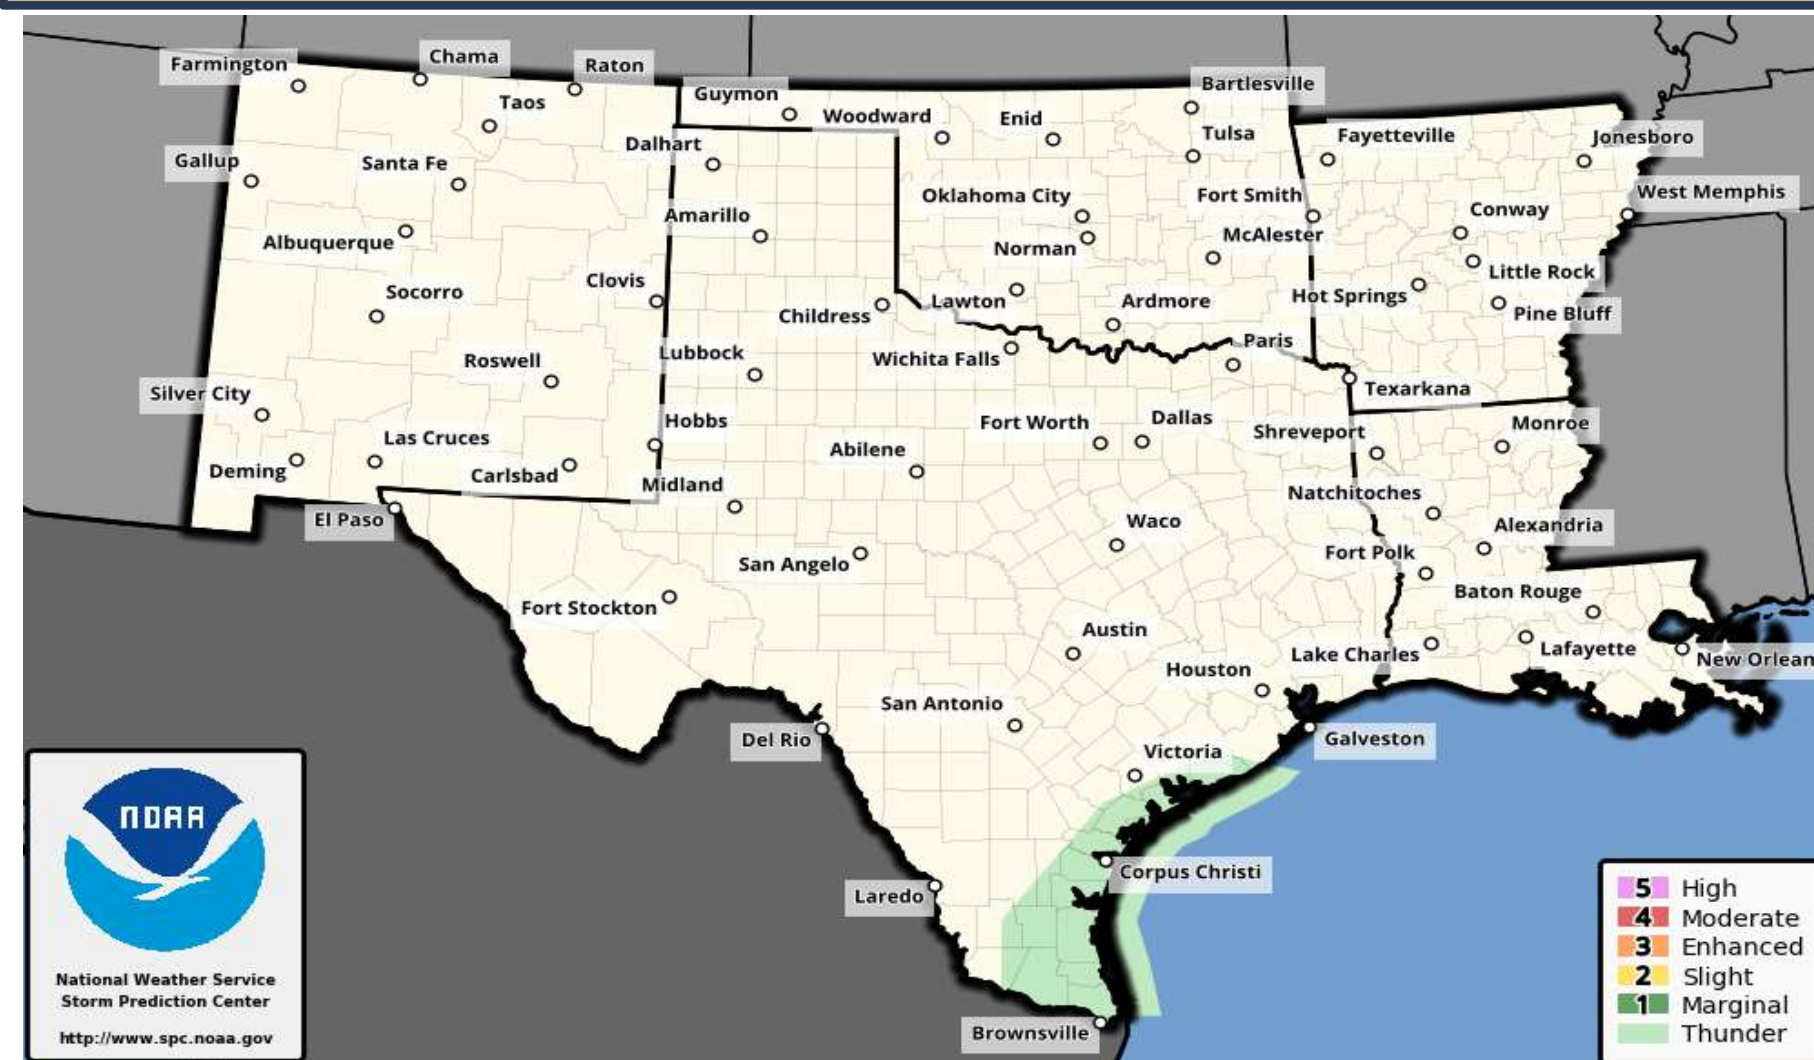 Farmington
Chama
Raton
Taos
Guymon
Woodward
Enid
Bartlesville
Tulsa
Fayetteville
Jonesboro
Gallup
Santa Fe
Dalhart
Oklahoma City
Fort Smith
Conway
West Memphis
Albuquerque
Amarillo
Norman
McAlester
Little Rock
Socorro
Clovis
Childress
Lawton
Ardmore
Hot Springs
Pine Bluff
Roswell
Lubbock
Wichita Falls
Paris
Texarkana
Silver City
Hobbs
Fort Worth
Dallas
Shreveport
Monroe
Deming
Las Cruces
Carlsbad
Midland
Abilene
Natchitoches
Alexandria
El Paso
San Angelo
Waco
Fort Polk
Baton Rouge
Fort Stockton
Austin
Houston
Lake Charles
Lafayette
New Orlean
Del Rio
San Antonio
Victoria
Galveston
Laredo
Corpus Christi
Brownsville
NOAA
National Weather Service
Storm Prediction Center
http://www.spc.noaa.gov
5 High
4 Moderate
3 Enhanced
2 Slight
1 Marginal
Thunder